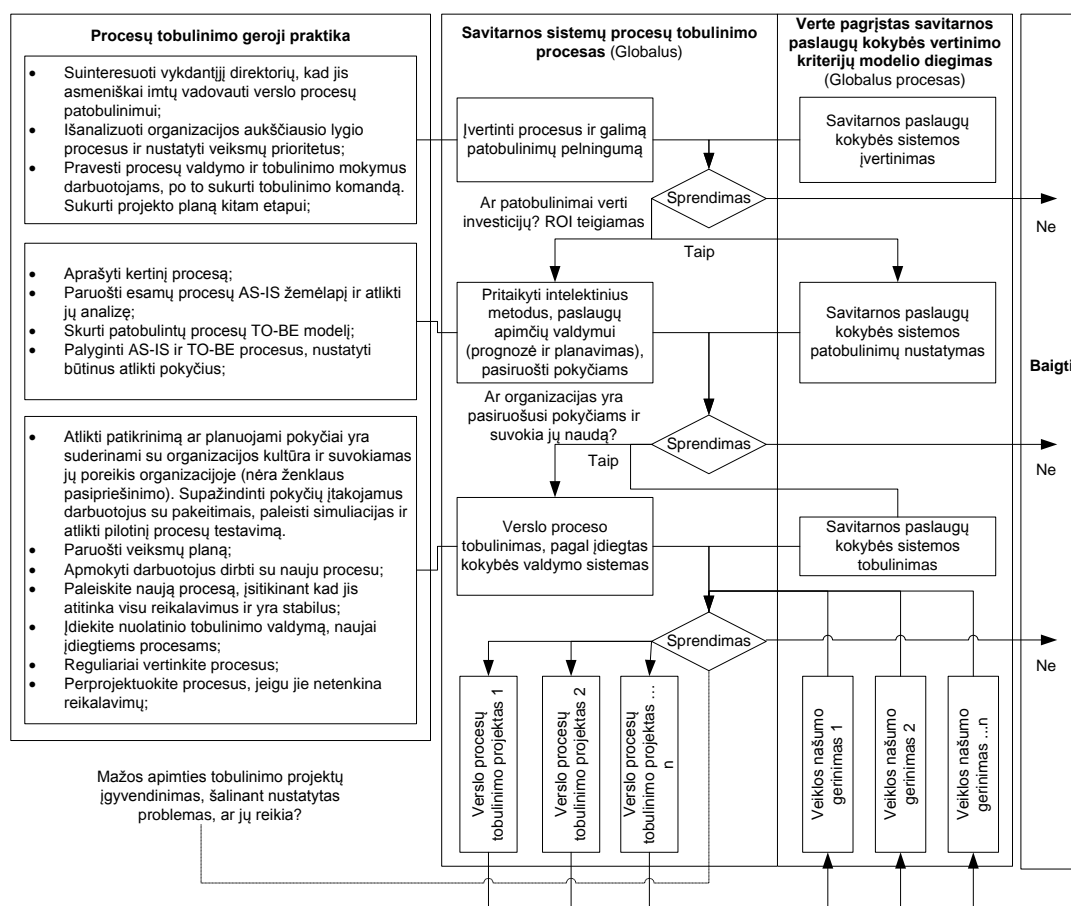 Procesų tobulinimo geroji praktika
Suinteresuoti vykdantįjį direktorių, kad jis
asmeniškai imtų vadovauti verslo procesų
patobulinimui;
Išanalizuoti organizacijos aukščiausio lygio
procesus ir nustatyti veiksmų prioritetus;
Pravesti procesų valdymo ir tobulinimo mokymus
darbuotojams, po to sukurti tobulinimo komandą.
Sukurti projekto planą kitam etapui;
Aprašyti kertinį procesą;
Paruošti esamų procesų AS-IS žemėlapį ir atlikti
jų analizę;
Skurti patobulintų procesų TO-BE modelį;
Palyginti AS-IS ir TO-BE procesus, nustatyti
būtinus atlikti pokyčius;
Atlikti patikrinimą ar planuojami pokyčiai yra
suderinami su organizacijos kultūra ir suvokiamas
jų poreikis organizacijoje (nėra ženklaus
pasipriešinimo). Supažindinti pokyčių įtakojamus
darbuotojus su pakeitimais, paleisti simuliacijas ir
atlikti pilotinį procesų testavimą.
Paruošti veiksmų planą;
Apmokyti darbuotojus dirbti su nauju procesu;
Paleiskite naują procesą, įsitikinant kad jis
atitinka visu reikalavimus ir yra stabilus;
Įdiekite nuolatinio tobulinimo valdymą, naujai
įdiegtiems procesams;
Reguliariai vertinkite procesus;
Perprojektuokite procesus, jeigu jie netenkina
reikalavimų;
Mažos apimties tobulinimo projektų
įgyvendinimas, šalinant nustatytas
problemas, ar jų reikia?
Savitarnos sistemų procesų tobulinimo
procesas (Globalus)
Įvertinti procesus ir galimą
patobulinimų pelningumą
Sprendimas
Ar patobulinimai verti
investicijų? ROI teigiamas
Taip
Pritaikyti intelektinius
metodus, paslaugų
apimčių valdymui
(prognozė ir planavimas),
pasiruošti pokyčiams
Ar organizacijas yra
pasiruošusi pokyčiams ir
suvokia jų naudą?
Sprendimas
Taip
Verslo proceso
tobulinimas, pagal įdiegtas
kokybės valdymo sistemas
Sprendimas
Verslo procesų
tobulinimo projektas 1
Verslo procesų
tobulinimo projektas 2
Verslo procesų
tobulinimo projektas …
n
Verte pagrįstas savitarnos
paslaugų kokybės vertinimo
kriterijų modelio diegimas
(Globalus procesas)
Savitarnos paslaugų
kokybės sistemos
įvertinimas
Savitarnos paslaugų
kokybės sistemos
patobulinimų nustatymas
Savitarnos paslaugų
kokybės sistemos
tobulinimas
Veiklos našumo
gerinimas 1
Veiklos našumo
gerinimas 2
Veiklos našumo
gerinimas ...n
Ne
Baigti
Ne
Ne